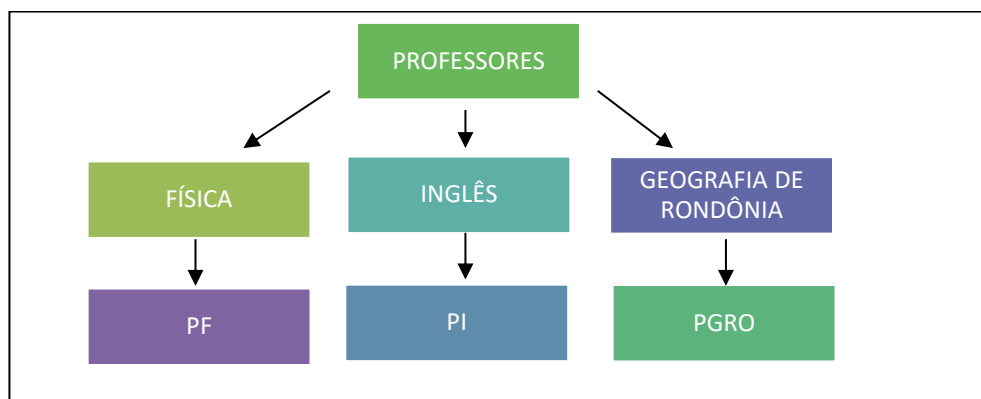 PROFESSORES
FÍSICA
INGLÊS
GEOGRAFIA DE
RONDÔNIA
PF
PI
PGRO